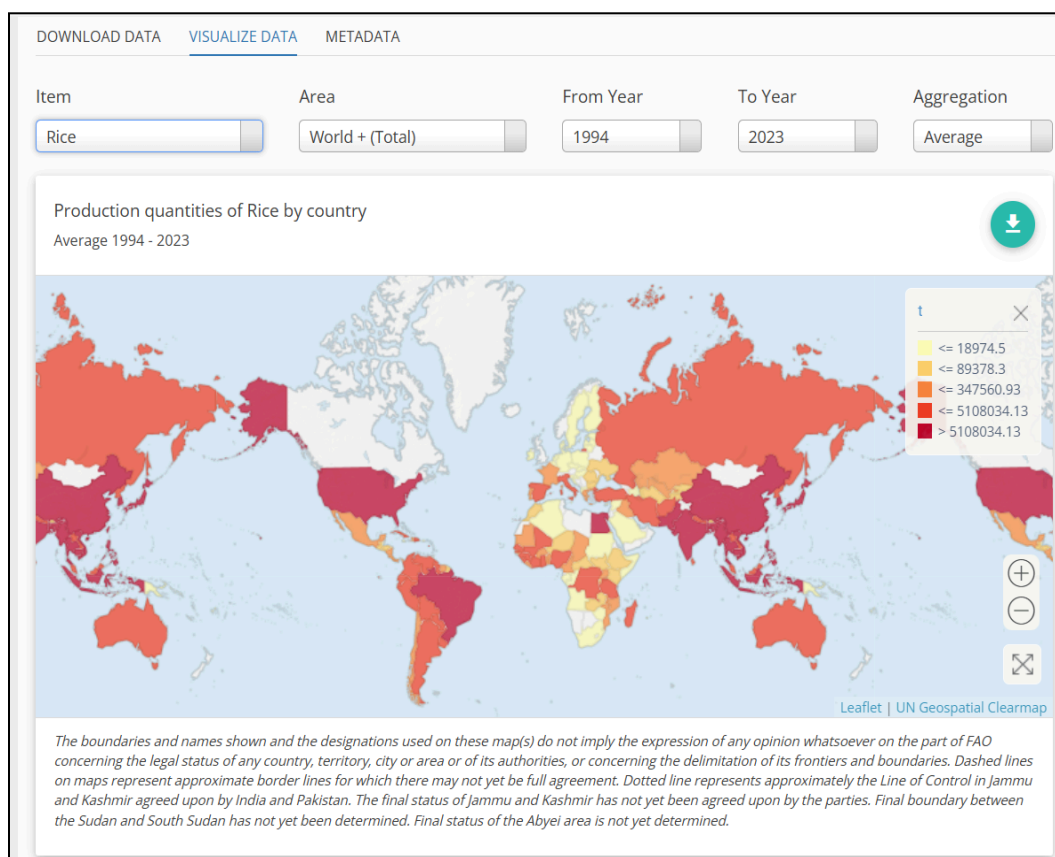 DOWNLOAD DATA VISUALIZE DATA METADATA
Item Area From Year To Year Aggregation
Rice World + (Total) 1994 2023 Average
Production quantities of Rice by country
Average 1994 - 2023
t
<= 18974.5
<= 89378.3
<= 347560.93
<= 5108034.13
> 5108034.13
Leaflet | UN Geospatial Clearmap
The boundaries and names shown and the designations used on these map(s) do not imply the expression of any opinion whatsoever on the part of FAO
concerning the legal status of any country, territory, city or area or of its authorities, or concerning the delimitation of its frontiers and boundaries. Dashed lines
on maps represent approximate border lines for which there may not yet be full agreement. Dotted line represents approximately the Line of Control in Jammu
and Kashmir agreed upon by India and Pakistan. The final status of Jammu and Kashmir has not yet been agreed upon by the parties. Final boundary between
the Sudan and South Sudan has not yet been determined. Final status of the Abyei area is not yet determined.